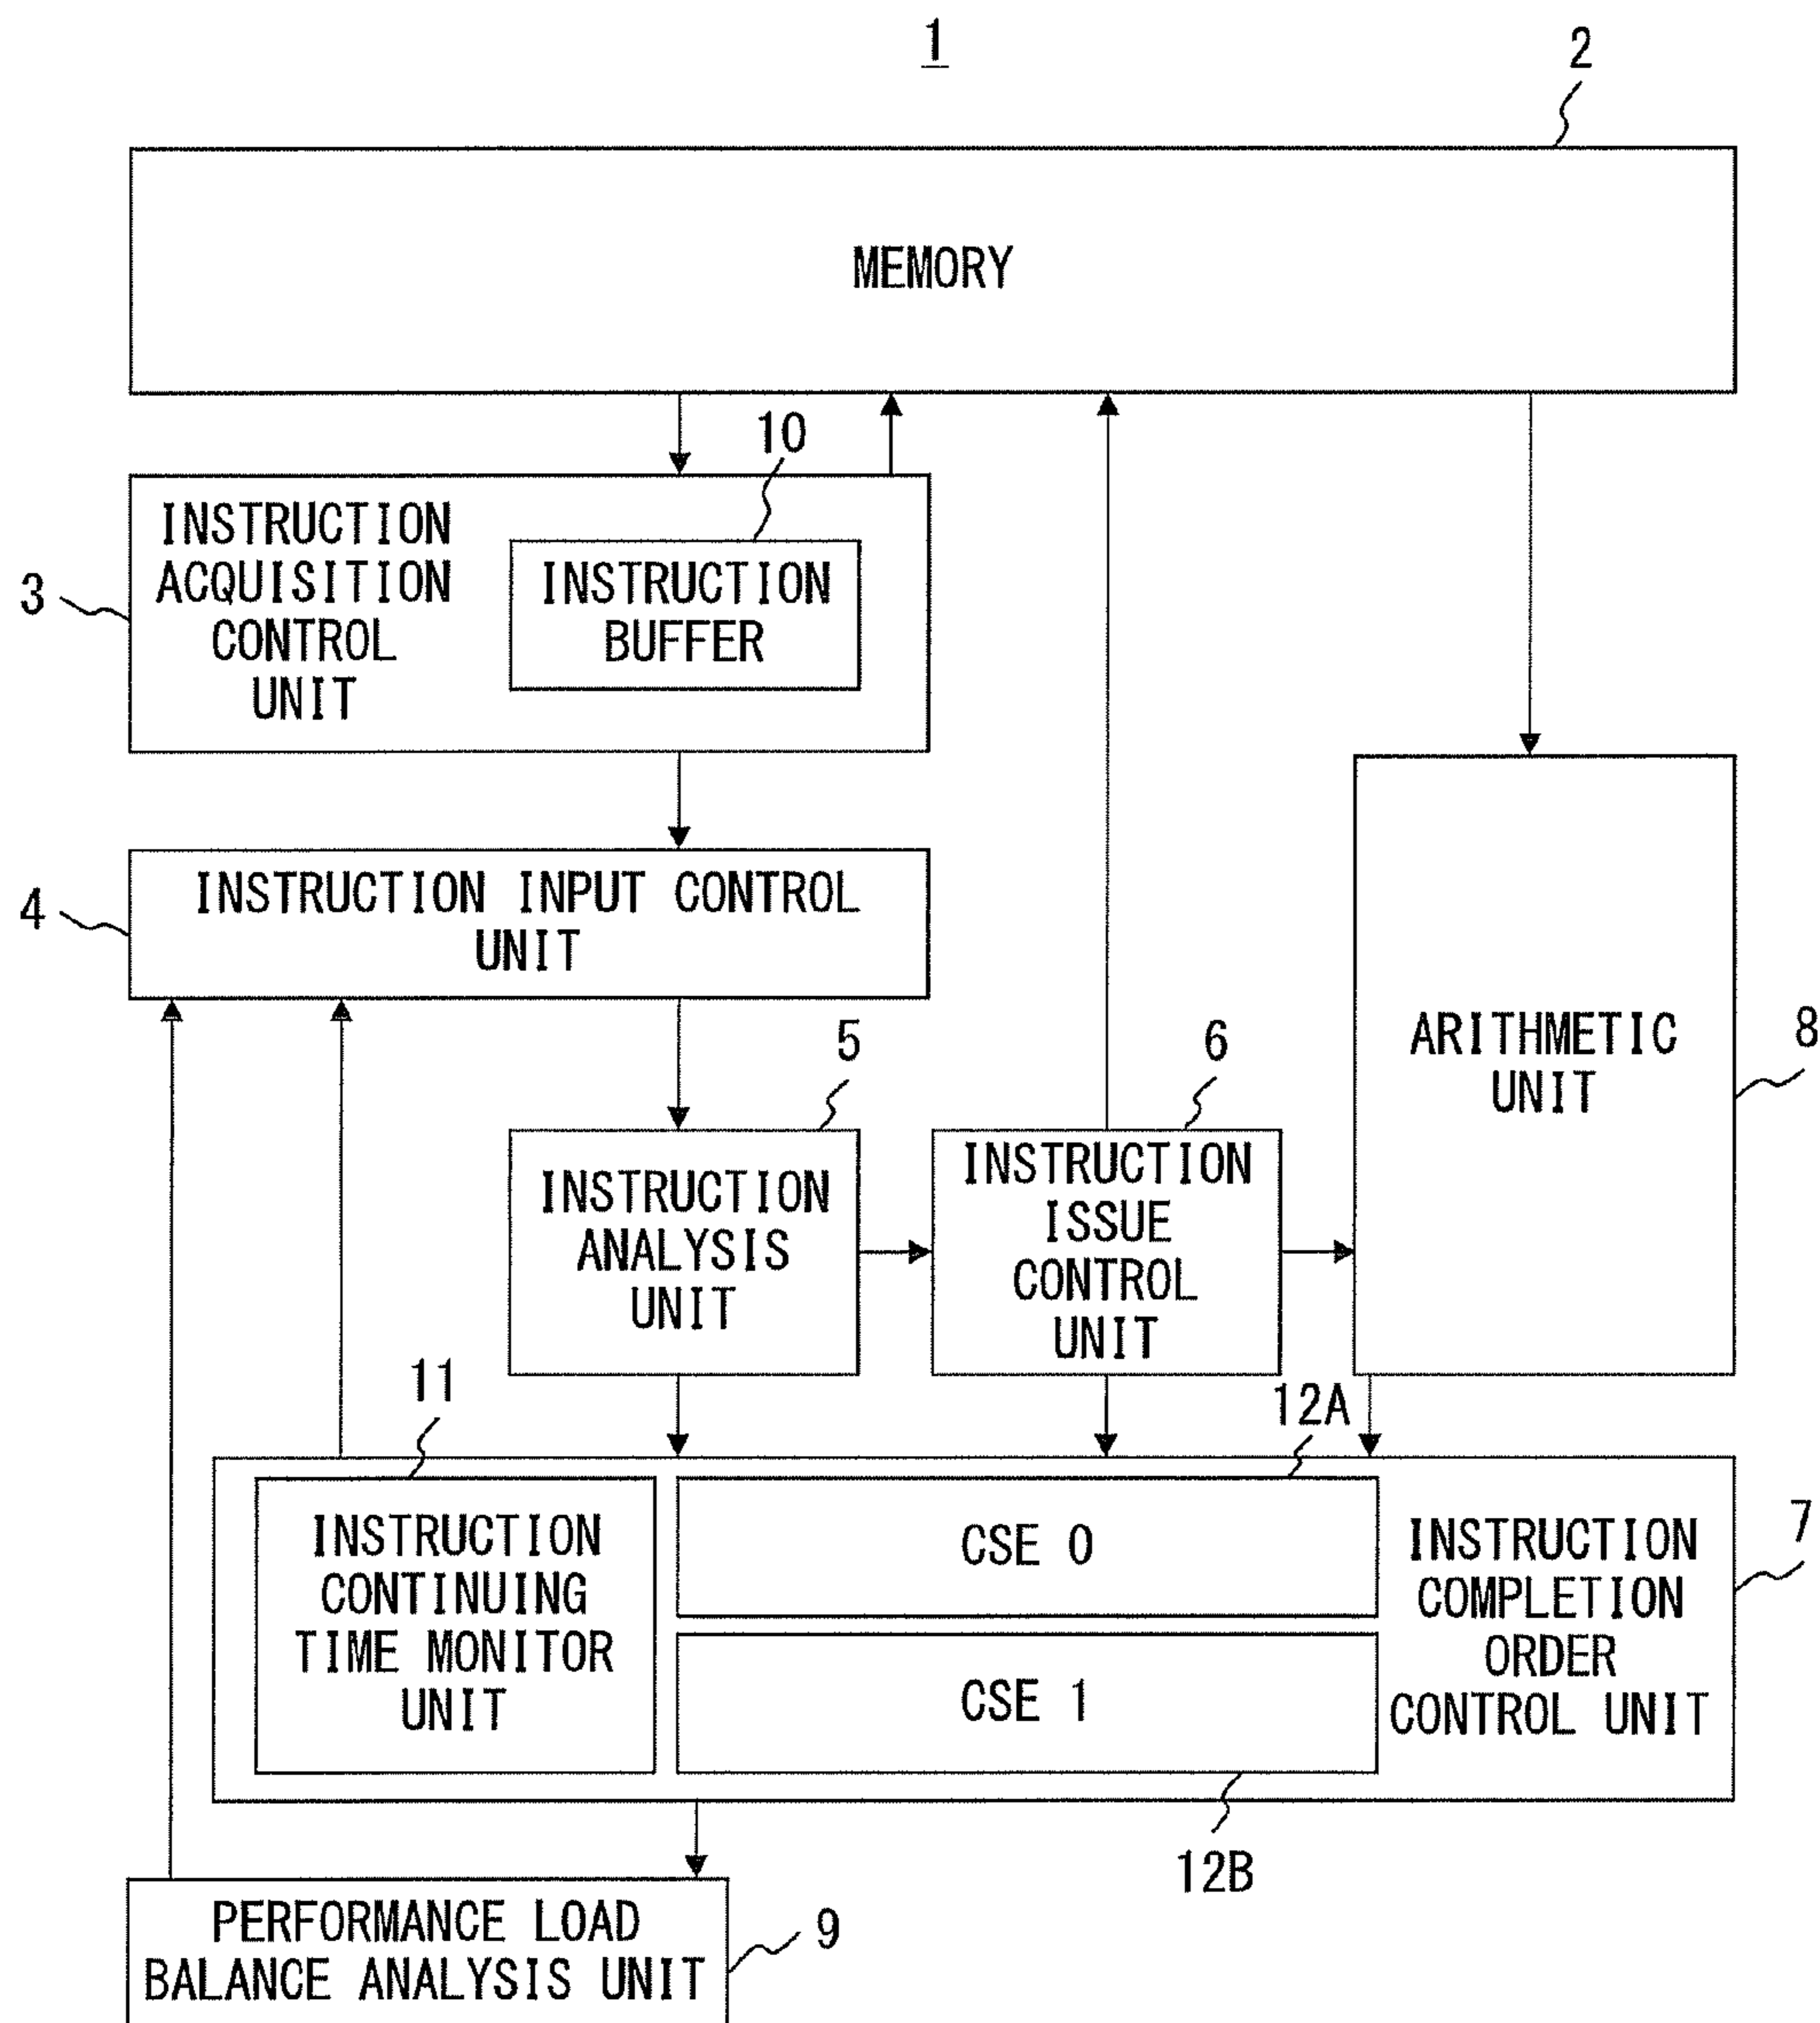 1
2
MEMORY
10
INSTRUCTION
ACQUISITION
CONTROL
UNIT
INSTRUCTION
BUFFER
3
INSTRUCTION INPUT CONTROL
UNIT
4
5
6
INSTRUCTION
ANALYSIS
UNIT
INSTRUCTION
ISSUE
CONTROL
UNIT
ARITHMETIC
UNIT
8
11
12A
INSTRUCTION
CONTINUING
TIME MONITOR
UNIT
CSE 0
CSE 1
INSTRUCTION
COMPLETION
ORDER
CONTROL UNIT
7
12B
PERFORMANCE LOAD
BALANCE ANALYSIS UNIT
9